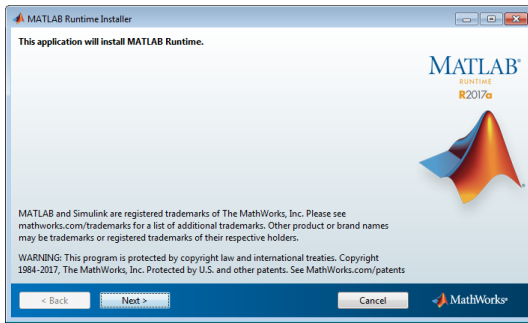 MATLAB Runtime Installer
This application will install MATLAB Runtime.
MATLAB®
RUNTIME
R2017a
MATLAB and Simulink are registered trademarks of The MathWorks, Inc. Please see
mathworks.com/trademarks for a list of additional trademarks. Other product or brand names
may be trademarks or registered trademarks of their respective holders.
WARNING: This program is protected by copyright law and international treaties. Copyright
1984-2017, The MathWorks, Inc. Protected by U.S. and other patents. See MathWorks.com/patents
< Back
Next >
Cancel
MathWorks®